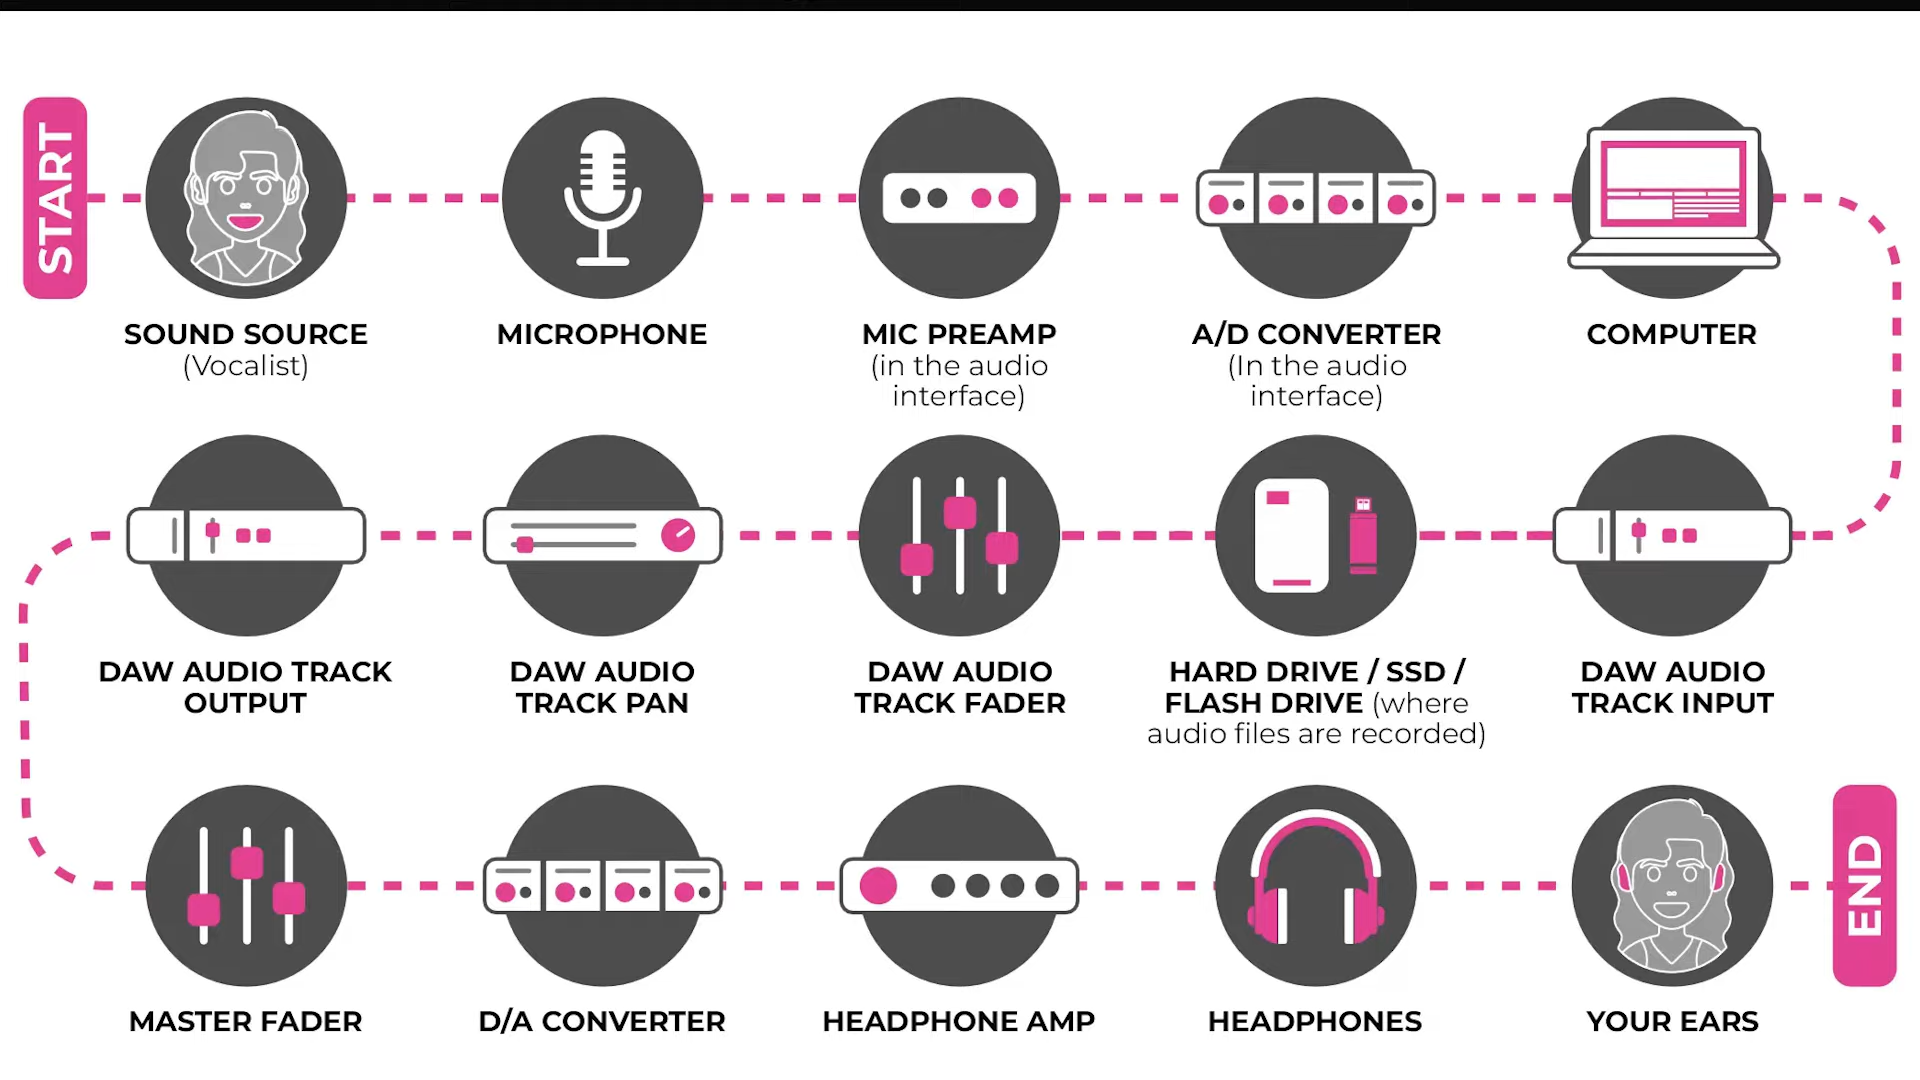 START
SOUND SOURCE
(Vocalist)
MICROPHONE
MIC PREAMP
(in the audio
interface)
A/D CONVERTER
(In the audio
interface)
COMPUTER
DAW AUDIO TRACK
OUTPUT
DAW AUDIO
TRACK PAN
DAW AUDIO
TRACK FADER
HARD DRIVE / SSD /
FLASH DRIVE (where
audio files are recorded)
DAW AUDIO
TRACK INPUT
MASTER FADER
D/A CONVERTER
HEADPHONE AMP
HEADPHONES
YOUR EARS
END